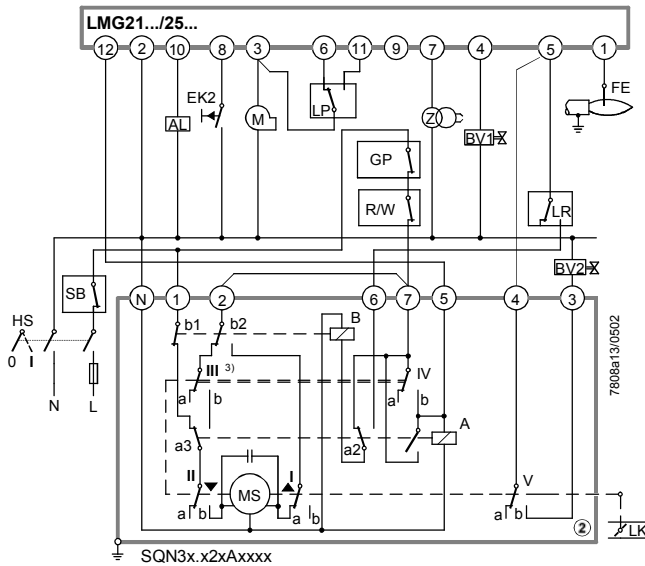 LMG21.../25...
12 2 10 8 3 6 11 9 7 4 5 1
EK2 FE
LP
AL M Z BV1
GP
R/W LR
SB BV2
N 1 2 6 7 5 4 3
HS
0 I
N L
b1 b2 B
III 3) IV
a b a b
A
a3 a2
II I V
MS
a b a b a b
LK
2
SQN3x.x2xAxxxx
7808a13/0502